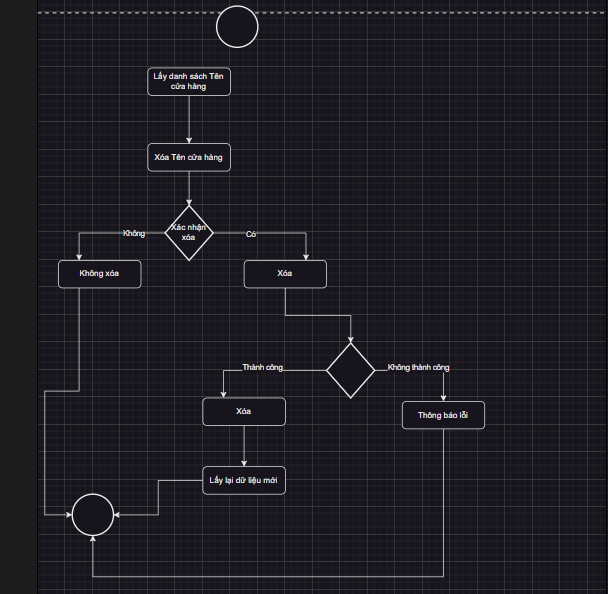 Lấy danh sách Tên
cửa hàng
Xóa Tên cửa hàng
Xác nhận
xóa
Không
Có
Không xóa
Xóa
Thành công
Không thành công
Xóa
Thông báo lỗi
Lấy lại dữ liệu mới